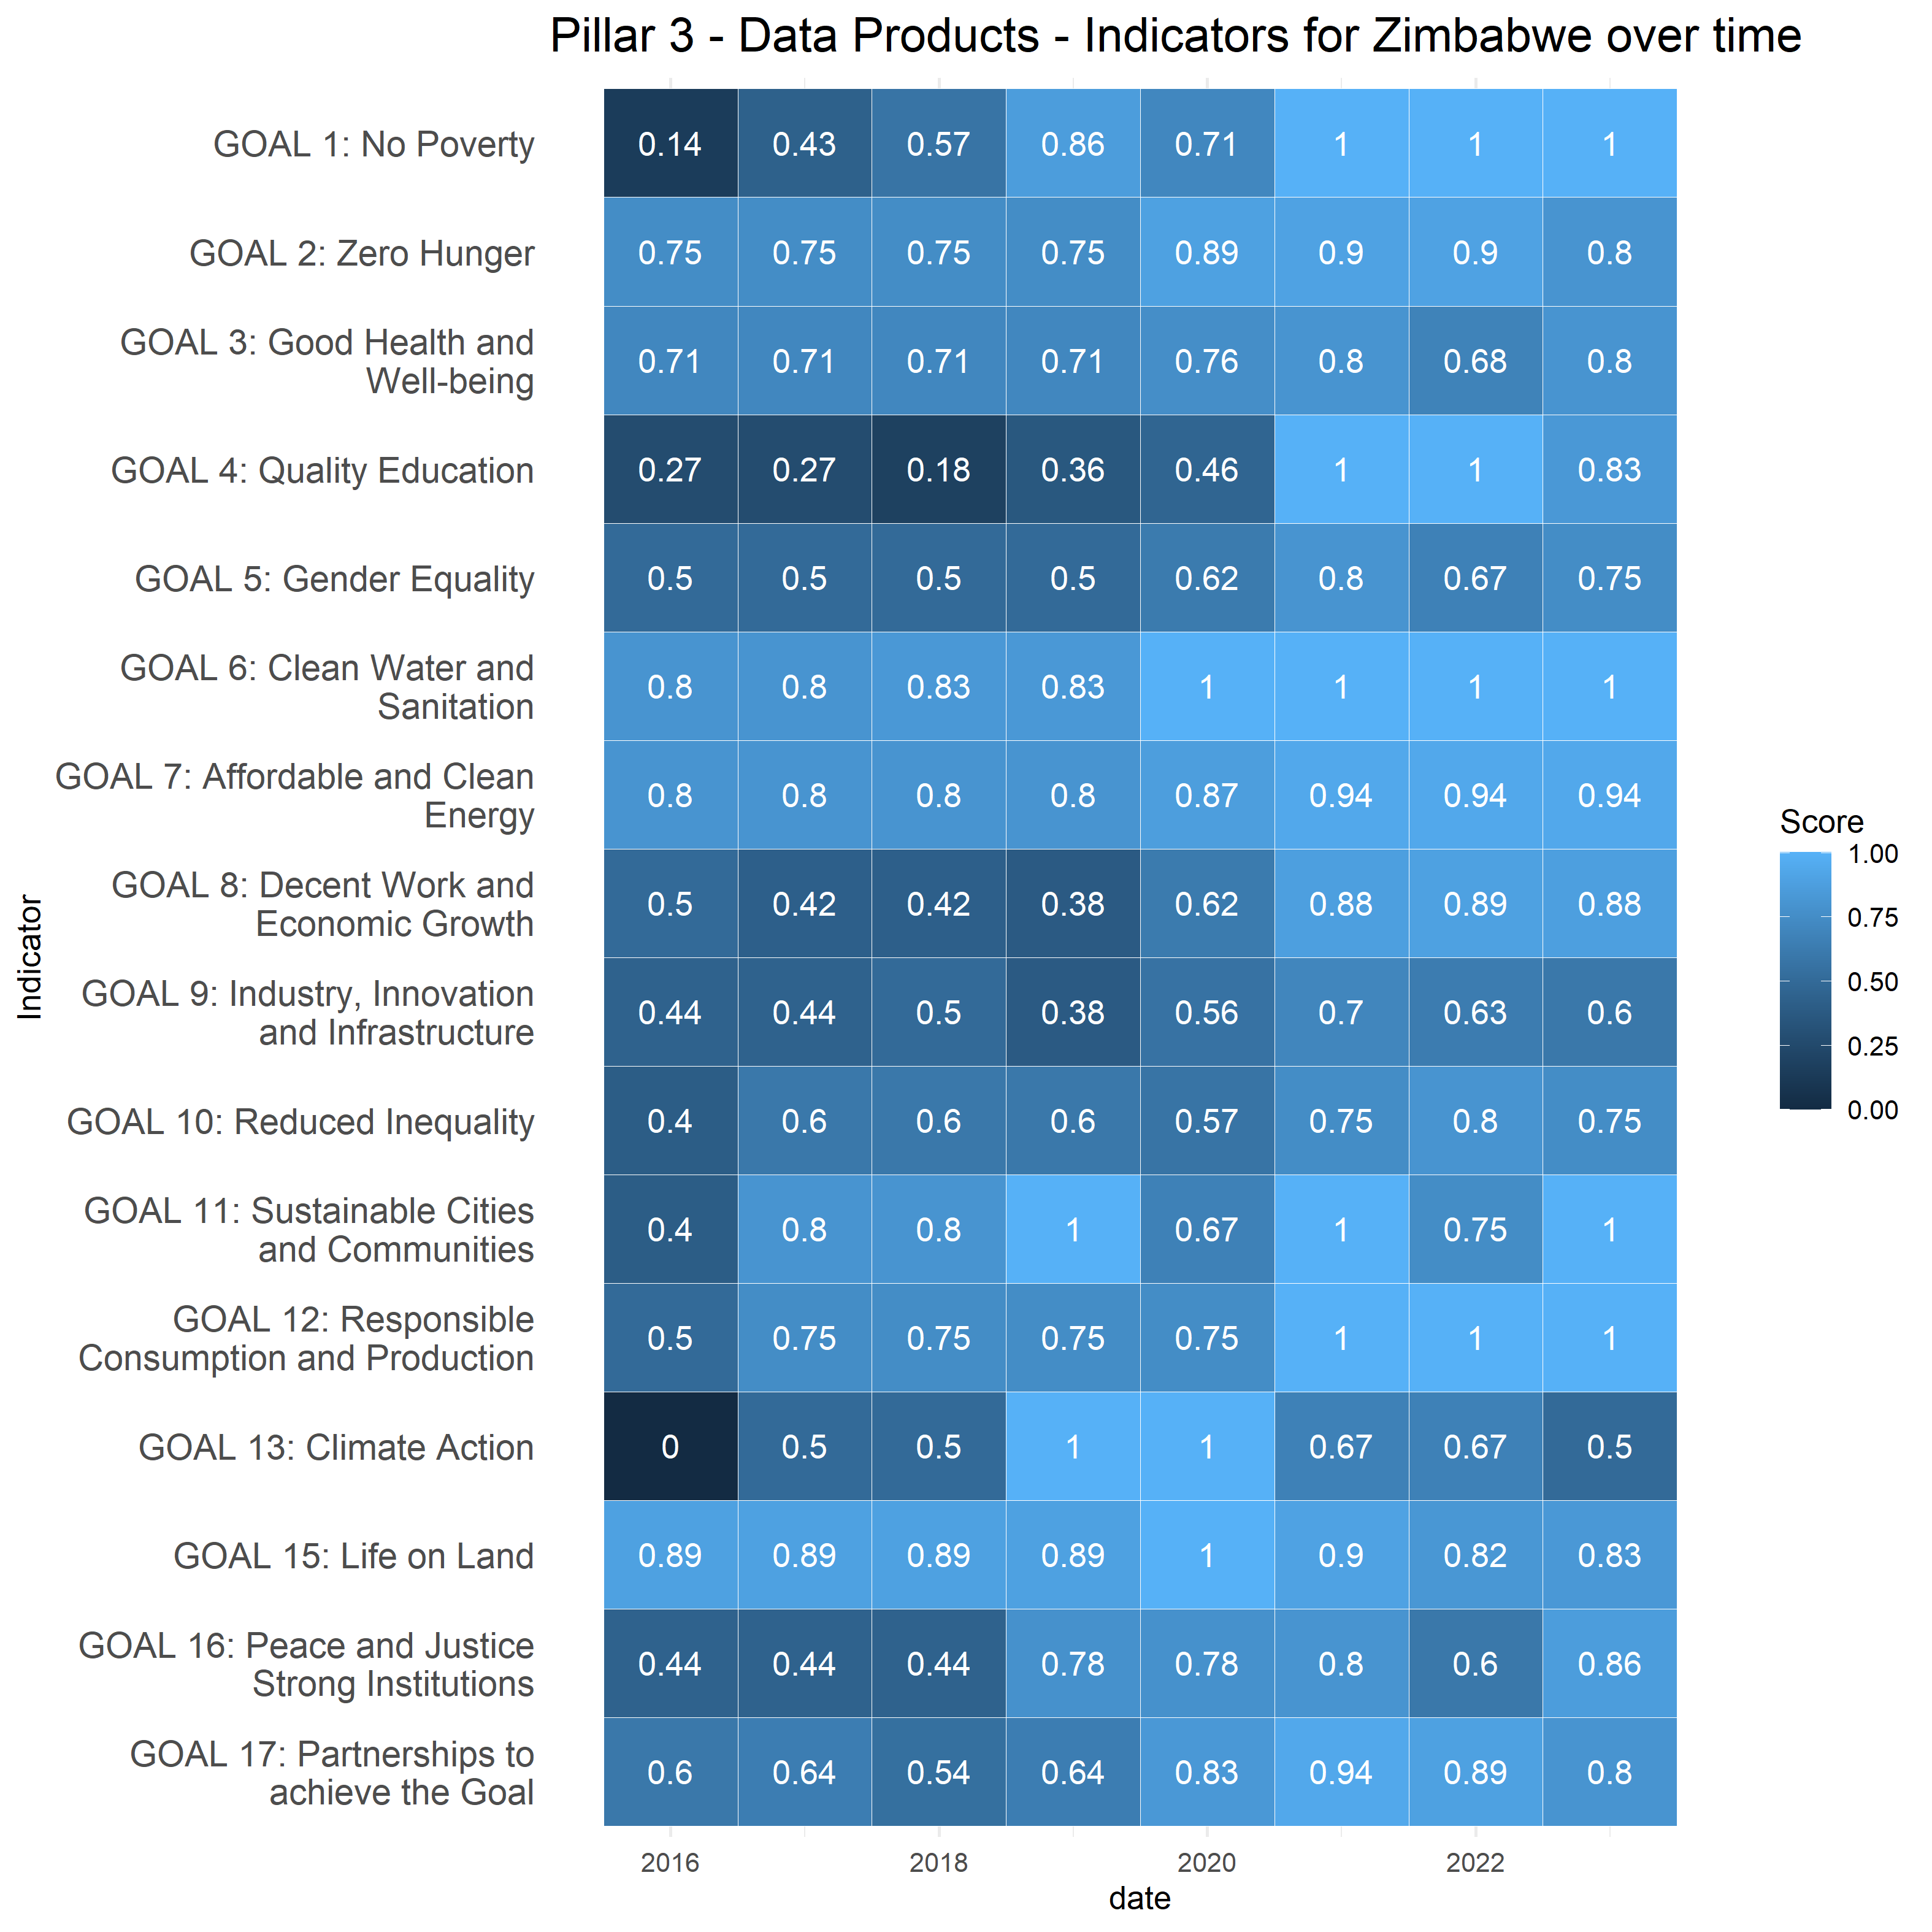 Pillar 3 - Data Products - Indicators for Zimbabwe over time
GOAL 1: No Poverty 0.14 0.43 0.57 0.86 0.71 1 1 1
GOAL 2: Zero Hunger 0.75 0.75 0.75 0.75 0.89 0.9 0.9 0.8
GOAL 3: Good Health and
Well-being
0.71 0.71 0.71 0.71 0.76 0.8 0.68 0.8
GOAL 4: Quality Education 0.27 0.27 0.18 0.36 0.46 1 1 0.83
GOAL 5: Gender Equality 0.5 0.5 0.5 0.5 0.62 0.8 0.67 0.75
GOAL 6: Clean Water and
Sanitation
0.8 0.8 0.83 0.83 1 1 1 1
GOAL 7: Affordable and Clean
Energy
0.8 0.8 0.8 0.8 0.87 0.94 0.94 0.94
GOAL 8: Decent Work and
Economic Growth
0.5 0.42 0.42 0.38 0.62 0.88 0.89 0.88
GOAL 9: Industry, Innovation
and Infrastructure
0.44 0.44 0.5 0.38 0.56 0.7 0.63 0.6
GOAL 10: Reduced Inequality 0.4 0.6 0.6 0.6 0.57 0.75 0.8 0.75
GOAL 11: Sustainable Cities
and Communities
0.4 0.8 0.8 1 0.67 1 0.75 1
GOAL 12: Responsible
Consumption and Production
0.5 0.75 0.75 0.75 0.75 1 1 1
GOAL 13: Climate Action 0 0.5 0.5 1 1 0.67 0.67 0.5
GOAL 15: Life on Land 0.89 0.89 0.89 0.89 1 0.9 0.82 0.83
GOAL 16: Peace and Justice
Strong Institutions
0.44 0.44 0.44 0.78 0.78 0.8 0.6 0.86
GOAL 17: Partnerships to
achieve the Goal
0.6 0.64 0.54 0.64 0.83 0.94 0.89 0.8
2016 2018 2020 2022
date
Indicator
Score
1.00
0.75
0.50
0.25
0.00